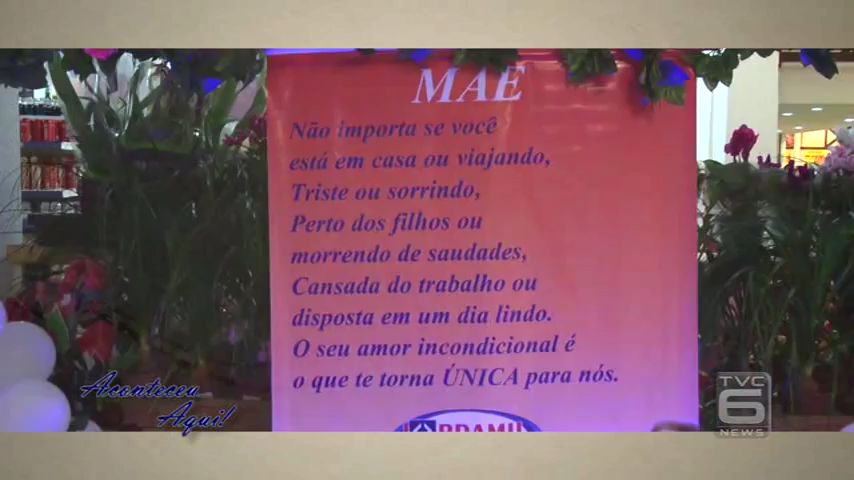 MÃE
Não importa se você
está em casa ou viajando,
Triste ou sorrindo,
Perto dos filhos ou
morrendo de saudades,
Cansada do trabalho ou
disposta em um dia lindo.
O seu amor incondicional é
o que te torna ÚNICA para nós.
Aconteceu
Aqui!
TVC
6
NEWS